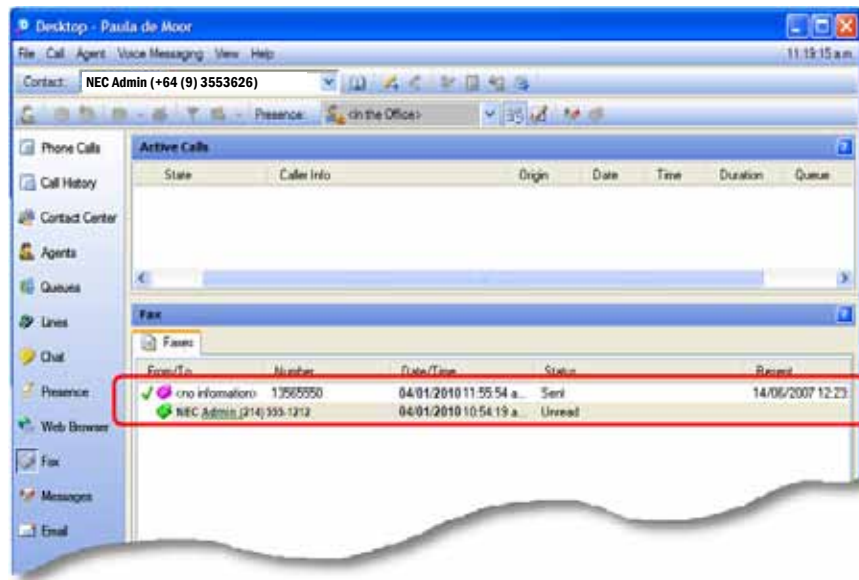 Desktop - Paula de Moor
File Call Agent Voice Messaging View Help 11:19:15 a.m.
Contact: NEC Admin (+64 (9) 3553626)
Presence: <In the Office>
Phone Calls
Call History
Contact Center
Agents
Queues
Lines
Chat
Presence
Web Browser
Fax
Messages
Email
Active Calls
State Caller Info Origin Date Time Duration Queue
Fax
Faxes
From/To Number Date/Time Status Resent
<no information> 13565550 04/01/2010 11:55:54 a... Sent 14/06/2007 12:23
NEC Admin (214) 555-1212 04/01/2010 10:54:19 a... Unread